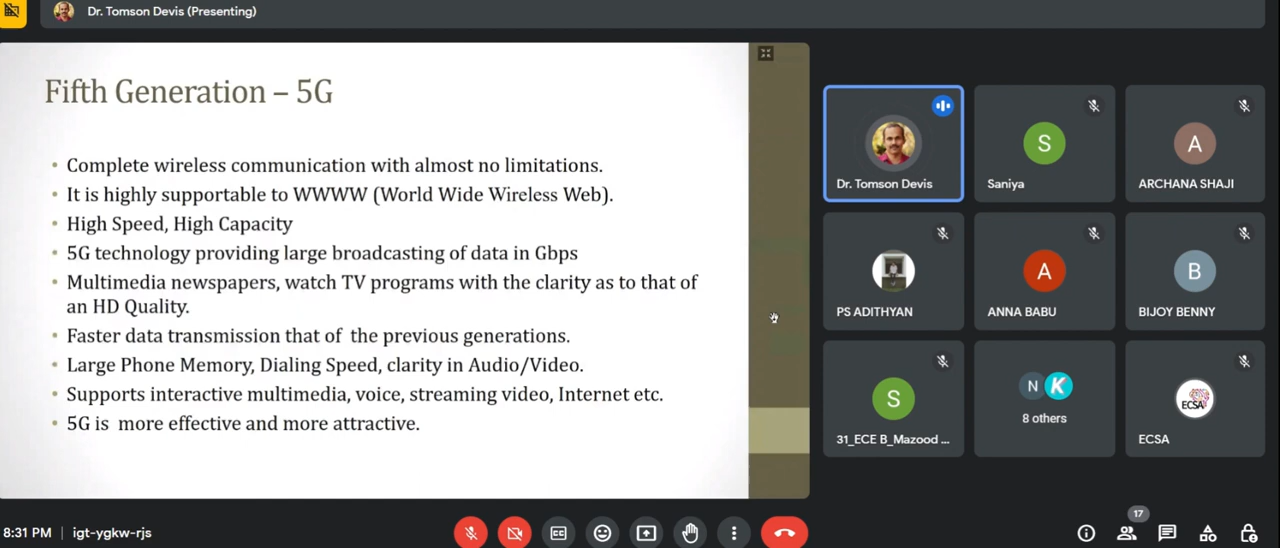 Dr. Tomson Devis (Presenting)
Fifth Generation – 5G
• Complete wireless communication with almost no limitations.
• It is highly supportable to WWWW (World Wide Wireless Web).
• High Speed, High Capacity
• 5G technology providing large broadcasting of data in Gbps
• Multimedia newspapers, watch TV programs with the clarity as to that of
an HD Quality.
• Faster data transmission that of the previous generations.
• Large Phone Memory, Dialing Speed, clarity in Audio/Video.
• Supports interactive multimedia, voice, streaming video, Internet etc.
• 5G is more effective and more attractive.
Dr. Tomson Devis
S
Saniya
A
ARCHANA SHAJI
PS ADITHYAN
A
ANNA BABU
B
BIJOY BENNY
S
31_ECE B_Mazood ...
N K
8 others
ECSA
ECSA
8:31 PM | igt-ygkw-rjs
CC
17